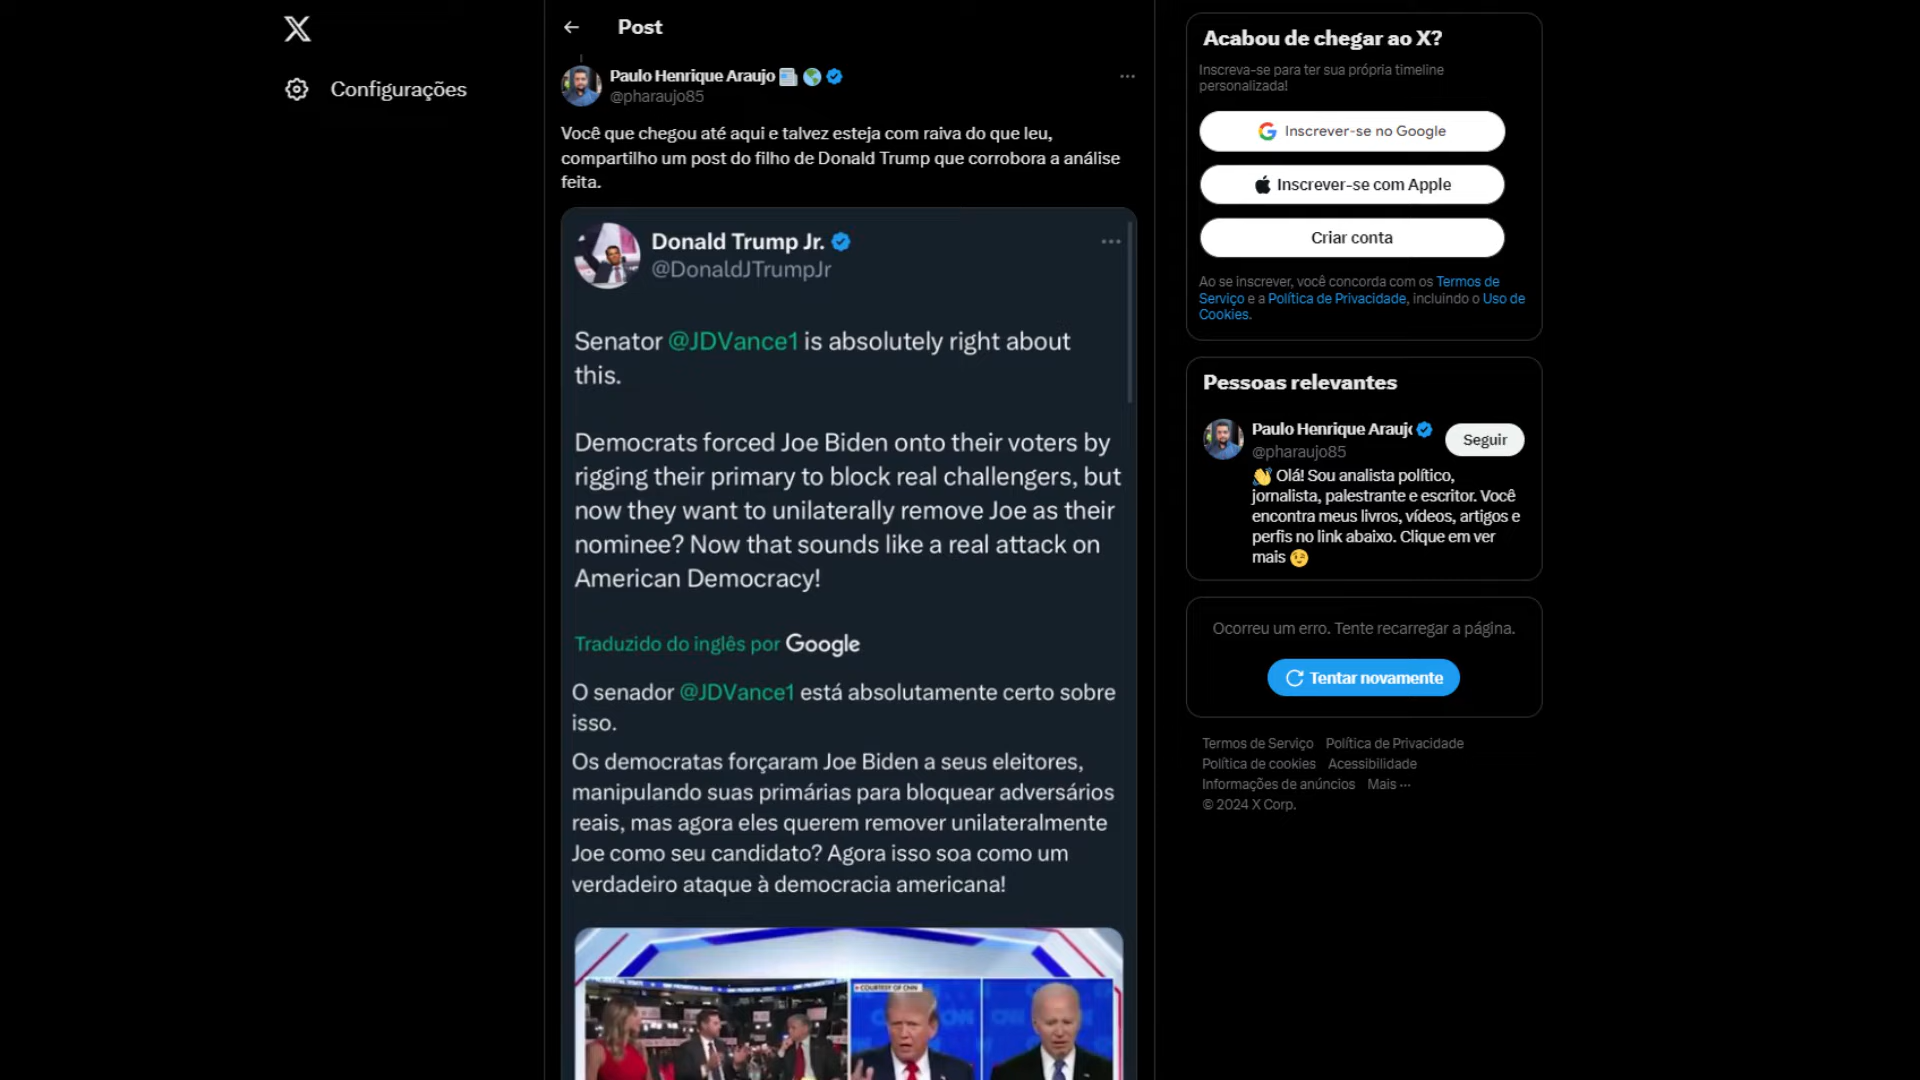 Configurações
Post
Paulo Henrique Araujo
@pharaujo85
Você que chegou até aqui e talvez esteja com raiva do que leu,
compartilho um post do filho de Donald Trump que corrobora a análise
feita.
Donald Trump Jr.
@DonaldJTrumpJr
Senator @JDVance1 is absolutely right about
this.
Democrats forced Joe Biden onto their voters by
rigging their primary to block real challengers, but
now they want to unilaterally remove Joe as their
nominee? Now that sounds like a real attack on
American Democracy!
Traduzido do inglês por Google
O senador @JDVance1 está absolutamente certo sobre
isso.
Os democratas forçaram Joe Biden a seus eleitores,
manipulando suas primárias para bloquear adversários
reais, mas agora eles querem remover unilateralmente
Joe como seu candidato? Agora isso soa como um
verdadeiro ataque à democracia americana!
COURTESY OF CNN
Acabou de chegar ao X?
Inscreva-se para ter sua própria timeline
personalizada!
Inscrever-se no Google
Inscrever-se com Apple
Criar conta
Ao se inscrever, você concorda com os Termos de
Serviço e a Política de Privacidade, incluindo o Uso de
Cookies.
Pessoas relevantes
Paulo Henrique Arauj
@pharaujo85
Seguir
Olá! Sou analista político,
jornalista, palestrante e escritor. Você
encontra meus livros, vídeos, artigos e
perfis no link abaixo. Clique em ver
mais
Ocorreu um erro. Tente recarregar a página.
Tentar novamente
Termos de Serviço Política de Privacidade
Política de cookies Acessibilidade
Informações de anúncios Mais ···
© 2024 X Corp.